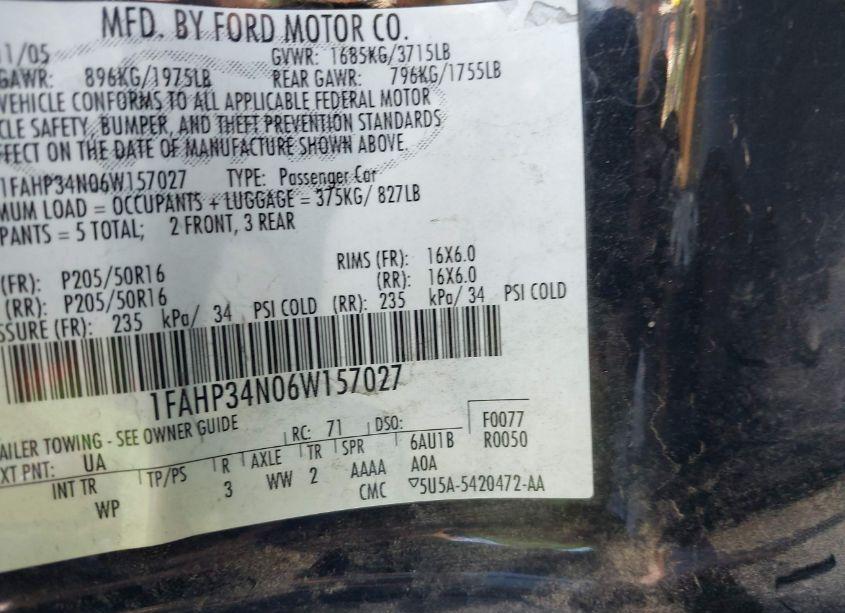 MFD. BY FORD MOTOR CO.
1/05 GVWR: 1685KG/3715LB
GAWR: 896KG/1975LB REAR GAWR: 796KG/1755LB
VEHICLE CONFORMS TO ALL APPLICABLE FEDERAL MOTOR
CLE SAFETY, BUMPER, AND THEFT PREVENTION STANDARDS
FFECT ON THE DATE OF MANUFACTURE SHOWN ABOVE.
1FAHP34N06W157027 TYPE: Passenger Car
MUM LOAD = OCCUPANTS + LUGGAGE = 375KG/ 827LB
PANTS = 5 TOTAL; 2 FRONT, 3 REAR
(FR): P205/50R16 RIMS (FR): 16X6.0
(RR): P205/50R16 (RR): 16X6.0
SSURE (FR): 235 kPa/ 34 PSI COLD (RR): 235 kPa/ 34 PSI COLD
1FAHP34N06W157027
AILER TOWING - SEE OWNER GUIDE RC: 71 DSO: F0077
XT PNT: UA R AXLE TR SPR 6AU1B R0050
INT TR TP/PS 3 WW 2 AAAA A0A
WP CMC ▽5U5A-5420472-AA